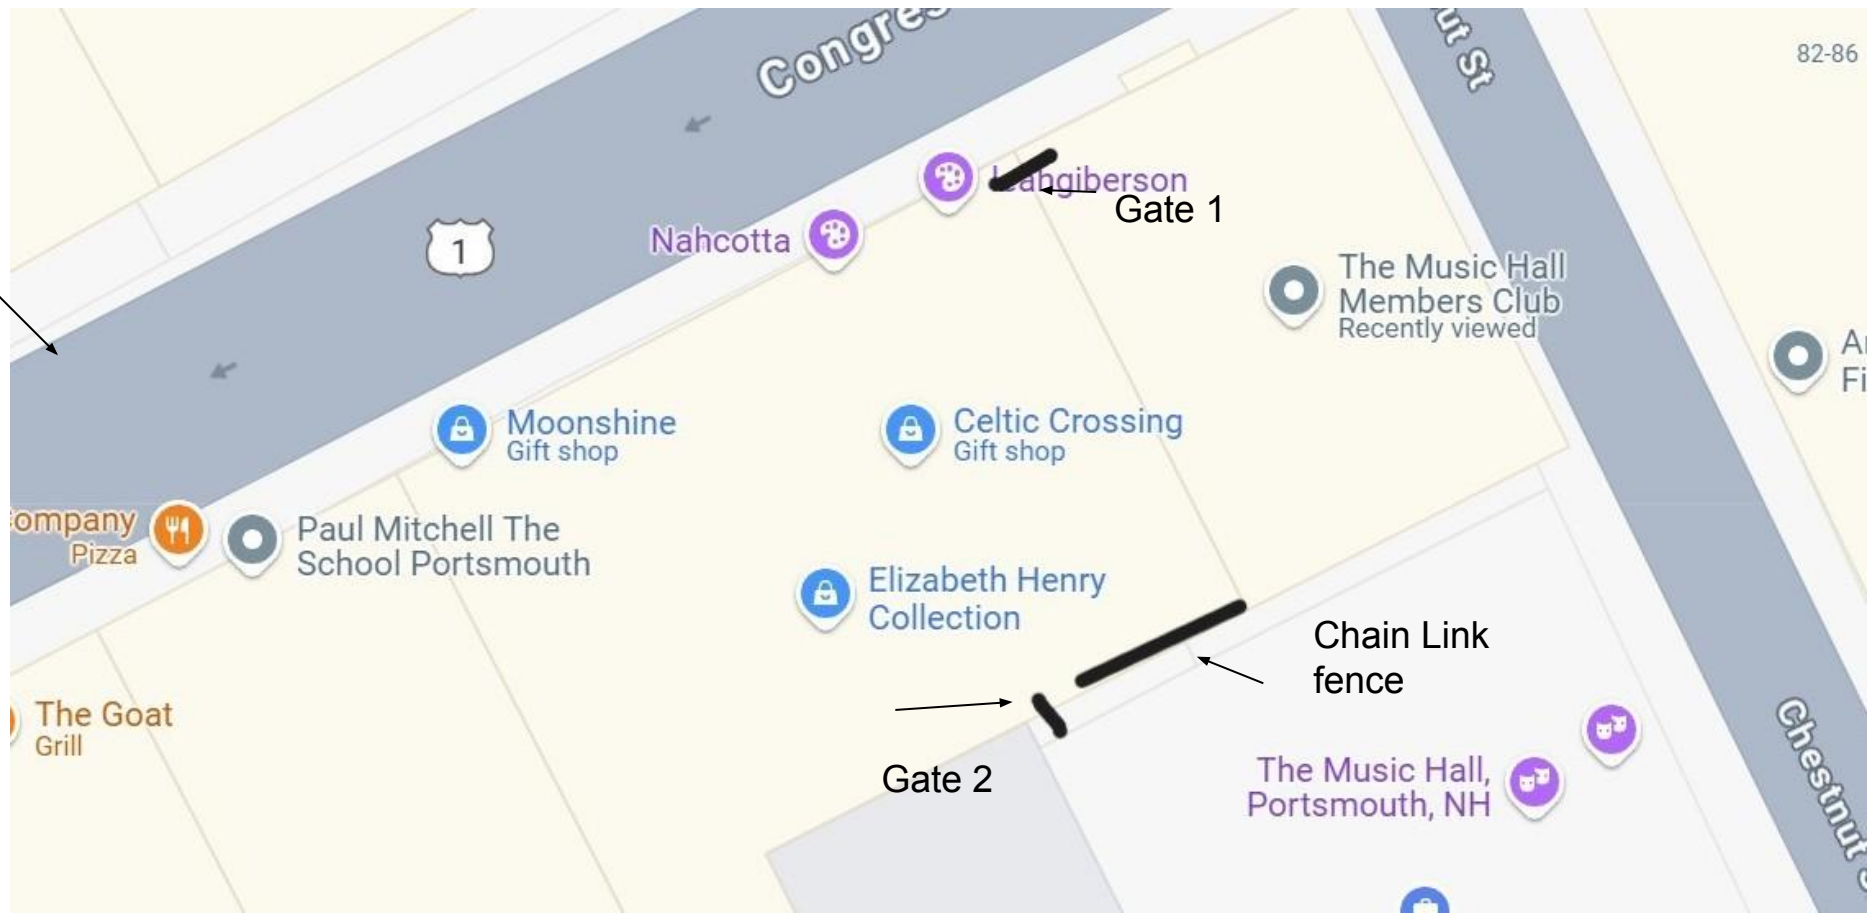 Congres
ut St
82-86
leahgiberson
Gate 1
Nahcotta
1
The Music Hall
Members Club
Recently viewed
Moonshine
Gift shop
Celtic Crossing
Gift shop
Ar
Fi
ompany
Pizza
Paul Mitchell The
School Portsmouth
Elizabeth Henry
Collection
Chain Link
fence
The Goat
Grill
Gate 2
The Music Hall,
Portsmouth, NH
Chestnut S